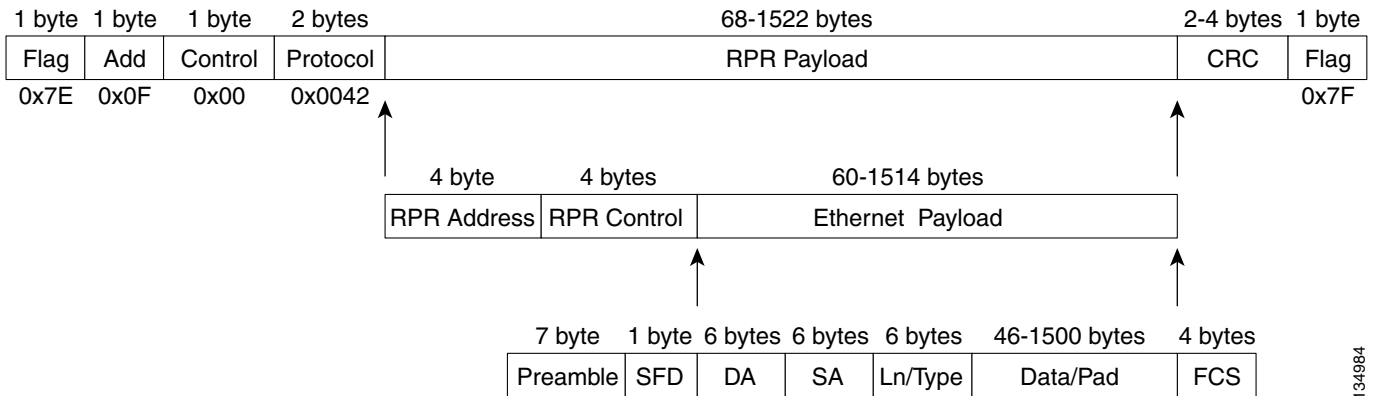 1 byte 1 byte 1 byte 2 bytes 68-1522 bytes 2-4 bytes 1 byte
Flag Add Control Protocol RPR Payload CRC Flag
0x7E 0x0F 0x00 0x0042 0x7F
4 byte 4 bytes 60-1514 bytes
RPR Address RPR Control Ethernet Payload
7 byte 1 byte 6 bytes 6 bytes 6 bytes 46-1500 bytes 4 bytes
Preamble SFD DA SA Ln/Type Data/Pad FCS
134984